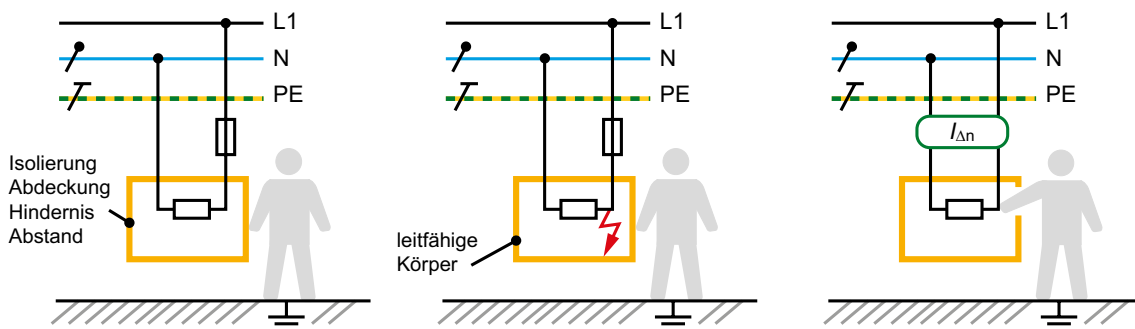 L1
N
PE
Isolierung
Abdeckung
Hindernis
Abstand
L1
N
PE
leitfähige
Körper
L1
N
PE
IΔn